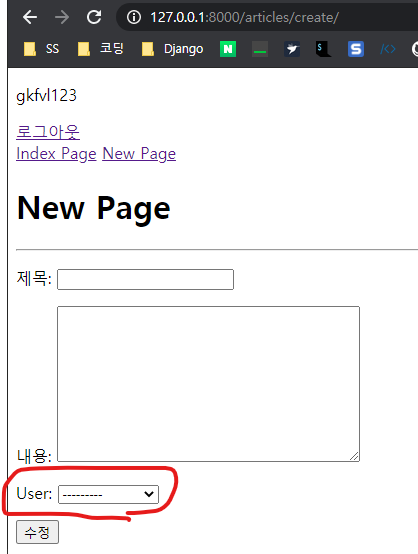 127.0.0.1:8000/articles/create/
SS 코딩 Django N S
gkfvl123
로그아웃
Index Page New Page
New Page
제목:
내용:
User: ---------
수정